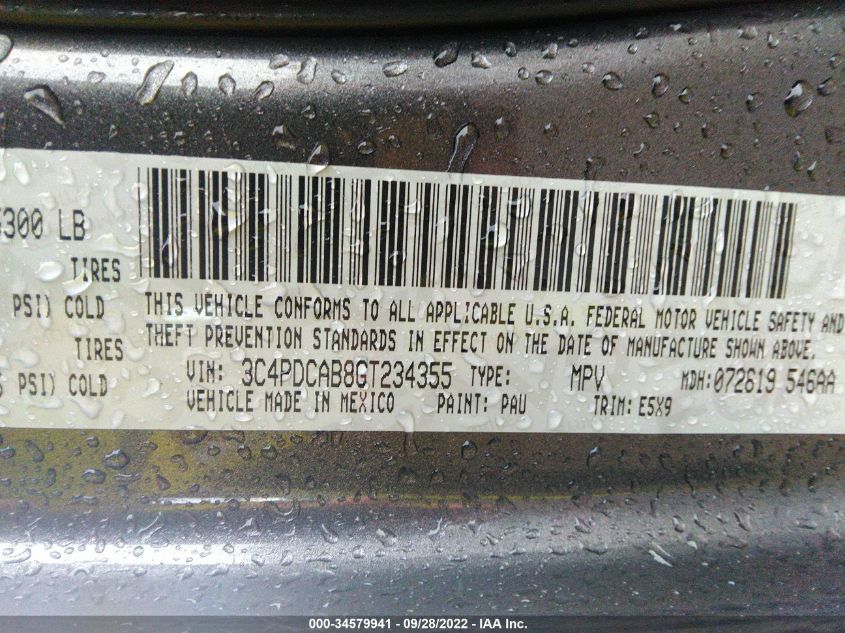 300 LB
TIRES
PSI) COLD
TIRES
PSI) COLD
THIS VEHICLE CONFORMS TO ALL APPLICABLE U.S.A. FEDERAL MOTOR VEHICLE SAFETY AND
THEFT PREVENTION STANDARDS IN EFFECT ON THE DATE OF MANUFACTURE SHOWN ABOVE.
VIN: 3C4PDCAB8GT234355 TYPE: MPV MDH:072619 546AA
VEHICLE MADE IN MEXICO PAINT: PAU TRIM: E5X9
000-34579941 - 09/28/2022 - IAA Inc.